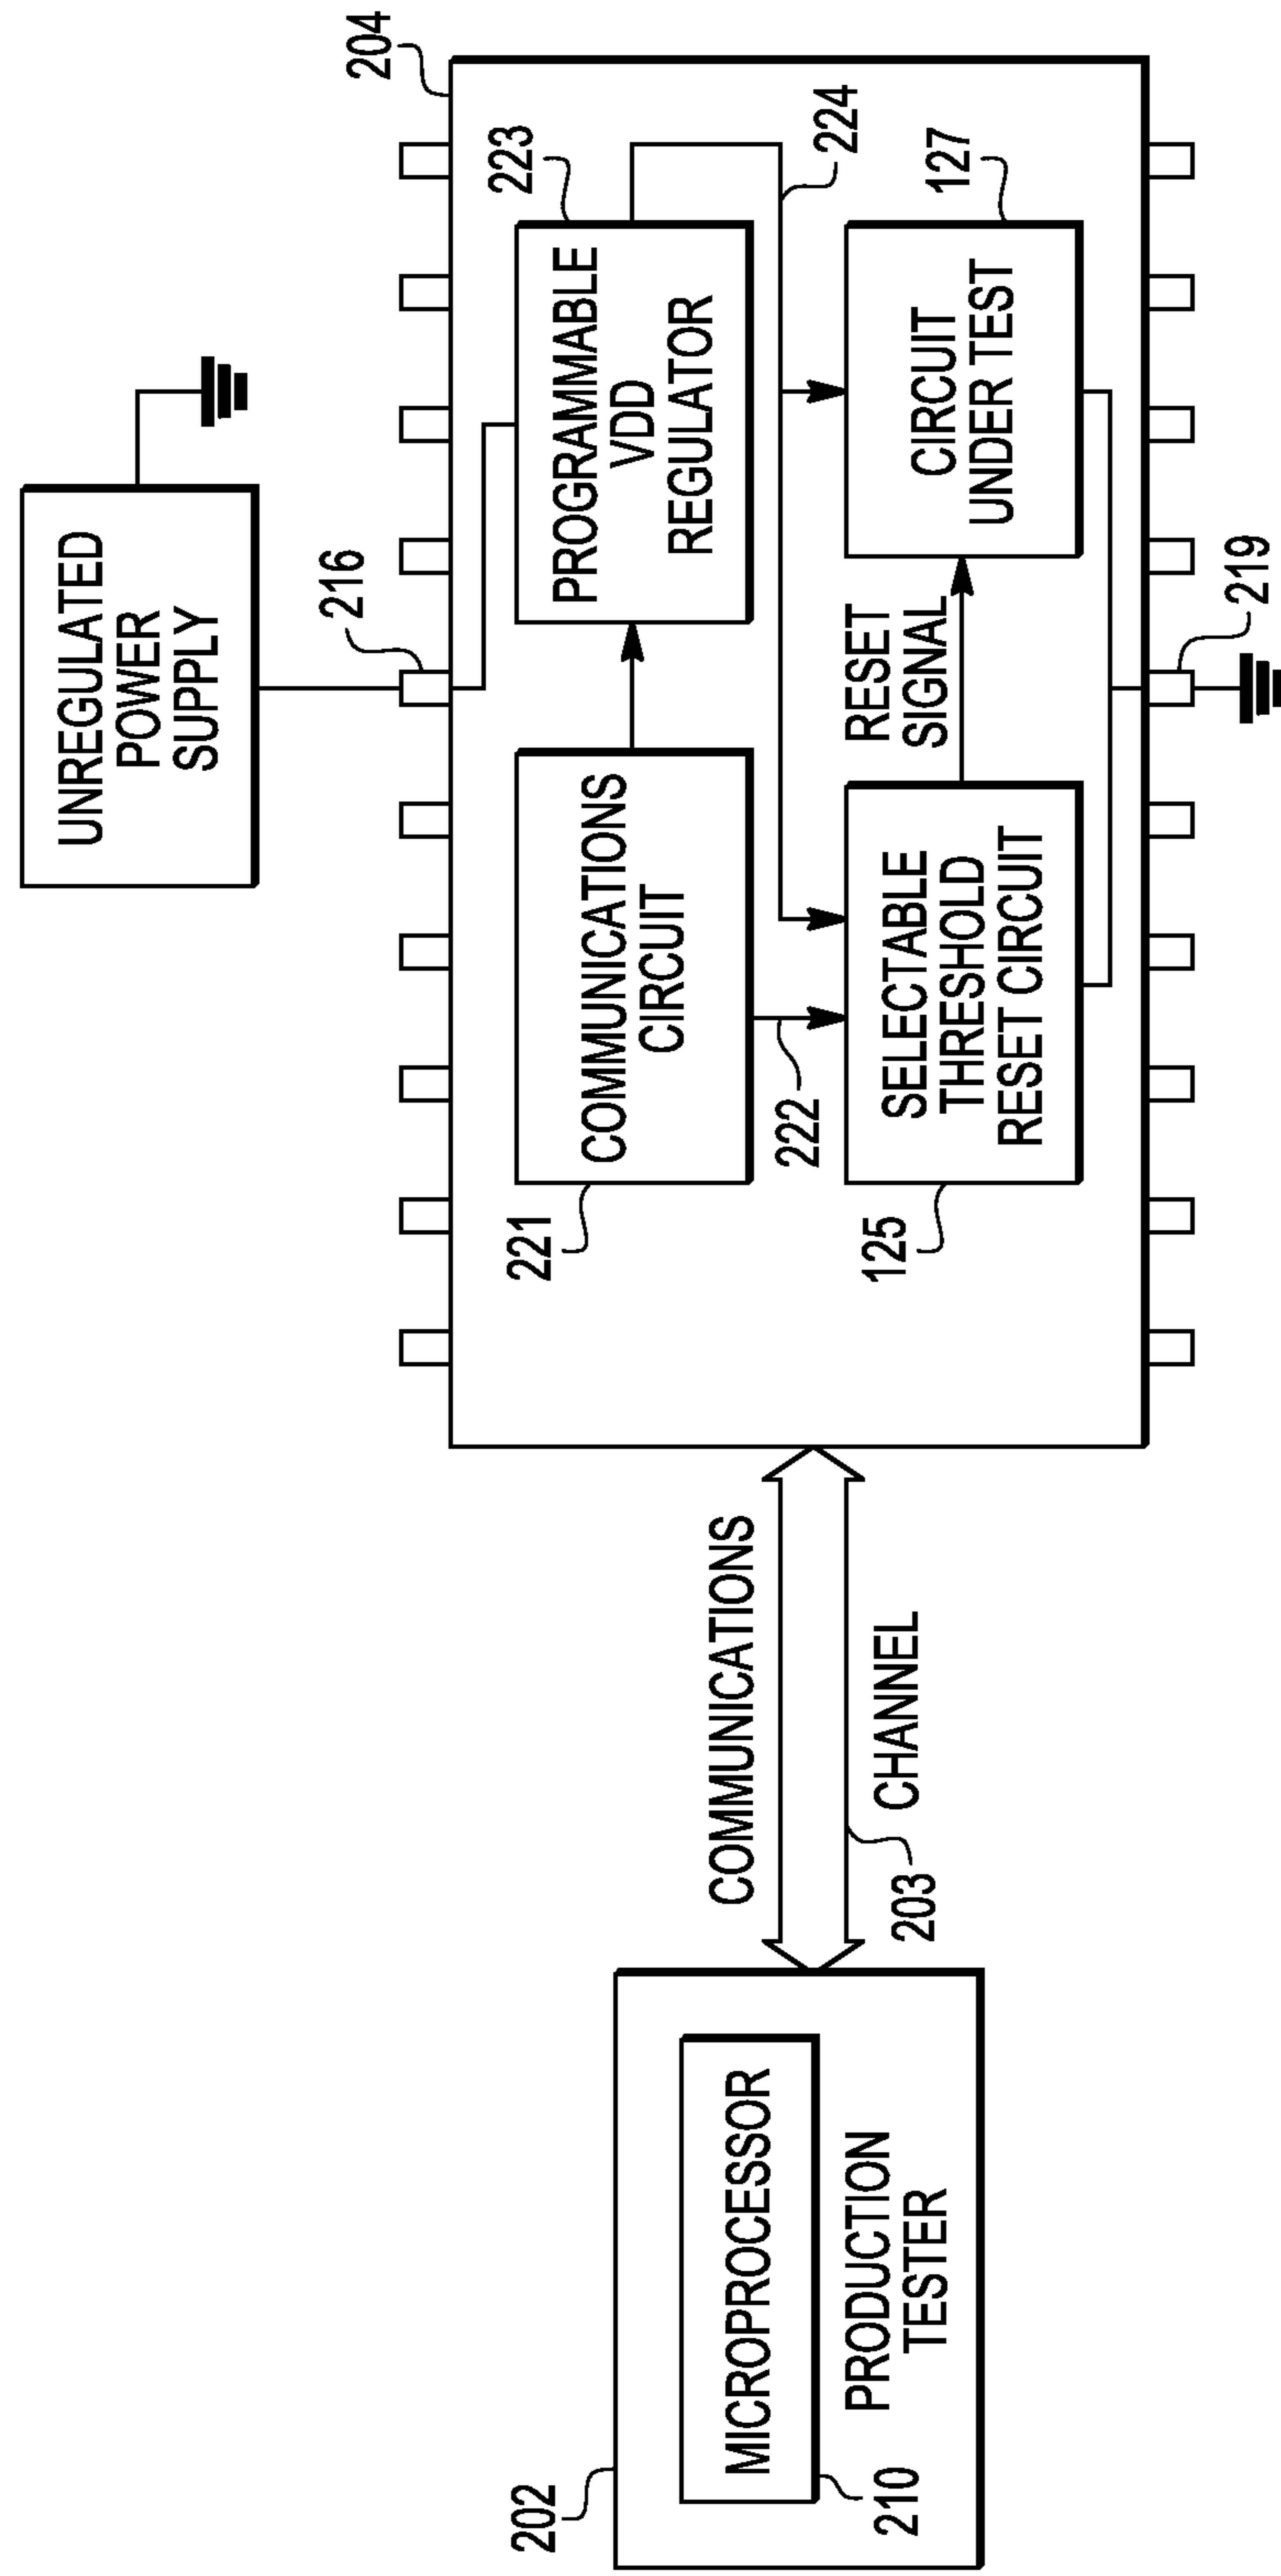 UNREGULATED
POWER
SUPPLY
216
204
223
PROGRAMMABLE
VDD
REGULATOR
COMMUNICATIONS
CIRCUIT
221
222
224
SELECTABLE
THRESHOLD
RESET CIRCUIT
125
RESET
SIGNAL
CIRCUIT
UNDER TEST
127
219
COMMUNICATIONS
CHANNEL
203
202
MICROPROCESSOR
210
PRODUCTION
TESTER